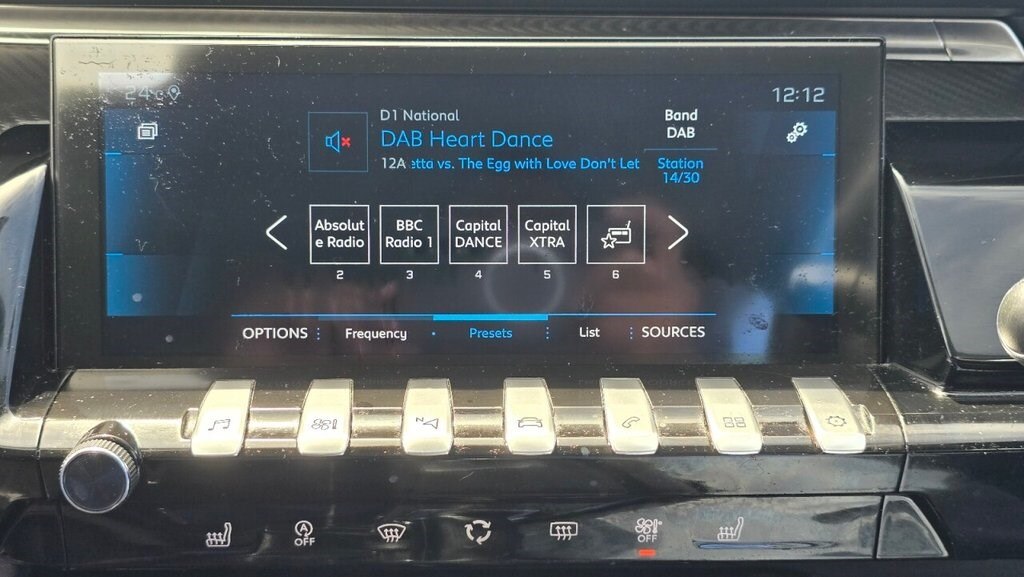 24°C
12:12
D1 National
DAB Heart Dance
12A etta vs. The Egg with Love Don't Let
Band
DAB
Station
14/30
Absolut
e Radio
BBC
Radio 1
Capital
DANCE
Capital
XTRA
2
3
4
5
6
OPTIONS
Frequency
Presets
List
SOURCES
N
A
OFF
OFF